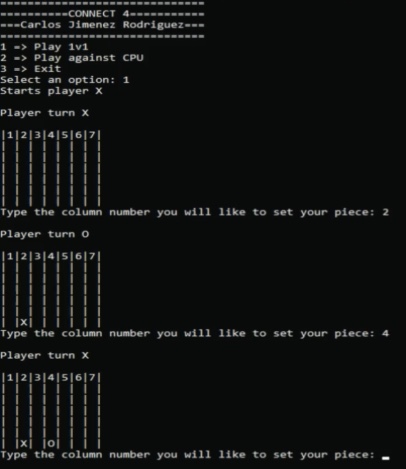 ==============================
==========CONNECT 4===========
===Carlos Jimenez Rodriguez===
==============================
1 => Play 1v1
2 => Play against CPU
3 => Exit
Select an option: 1
Starts player X
Player turn X
|1|2|3|4|5|6|7|
| | | | | | | |
| | | | | | | |
| | | | | | | |
| | | | | | | |
| | | | | | | |
| | | | | | | |
Type the column number you will like to set your piece: 2
Player turn O
|1|2|3|4|5|6|7|
| | | | | | | |
| | | | | | | |
| | | | | | | |
| | | | | | | |
| | | | | | | |
| |X| | | | | |
Type the column number you will like to set your piece: 4
Player turn X
|1|2|3|4|5|6|7|
| | | | | | | |
| | | | | | | |
| | | | | | | |
| | | | | | | |
| | | | | | | |
| |X| |O| | | |
Type the column number you will like to set your piece: _